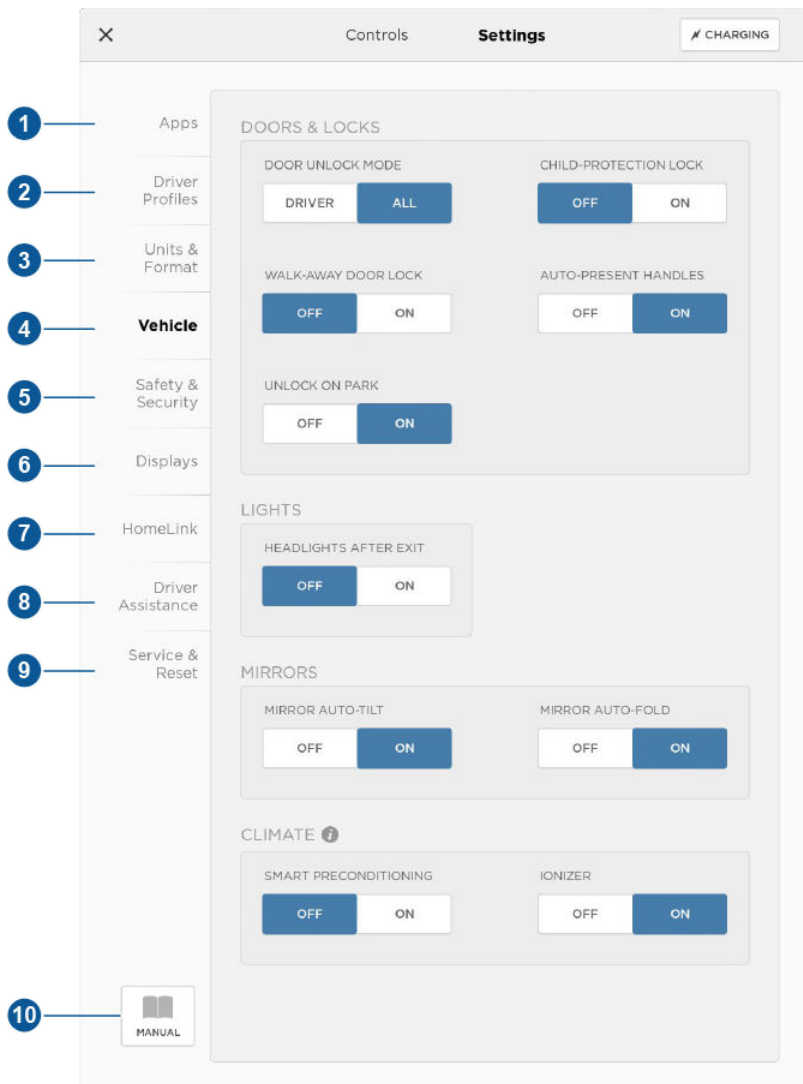 Controls
Settings
CHARGING
1
Apps
2
Driver
Profiles
3
Units &
Format
4
Vehicle
5
Safety &
Security
6
Displays
7
HomeLink
8
Driver
Assistance
9
Service &
Reset
10
MANUAL
DOORS & LOCKS
DOOR UNLOCK MODE
DRIVER ALL
CHILD-PROTECTION LOCK
OFF ON
WALK-AWAY DOOR LOCK
OFF ON
AUTO-PRESENT HANDLES
OFF ON
UNLOCK ON PARK
OFF ON
LIGHTS
HEADLIGHTS AFTER EXIT
OFF ON
MIRRORS
MIRROR AUTO-TILT
OFF ON
MIRROR AUTO-FOLD
OFF ON
CLIMATE i
SMART PRECONDITIONING
OFF ON
IONIZER
OFF ON